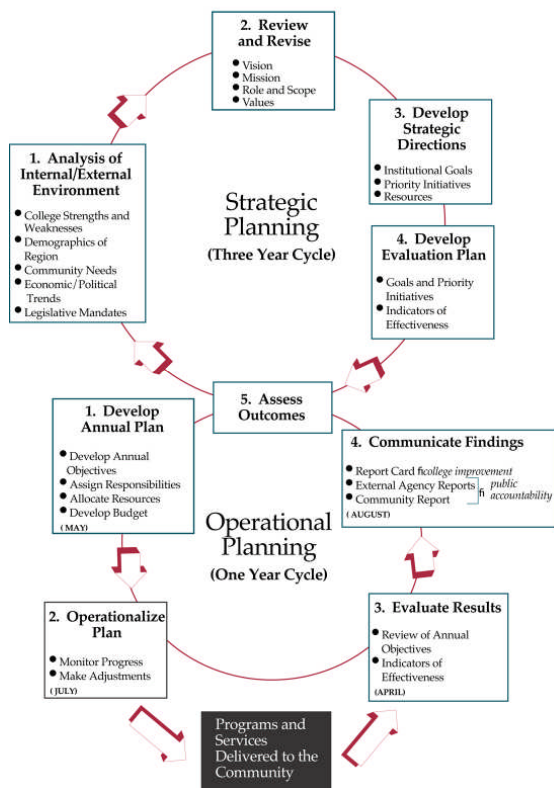 2. Review
and Revise
● Vision
● Mission
● Role and Scope
● Values
3. Develop
Strategic
Directions
● Institutional Goals
● Priority Initiatives
● Resources
1. Analysis of
Internal/External
Environment
● College Strengths and
Weaknesses
● Demographics of
Region
● Community Needs
● Economic/Political
Trends
● Legislative Mandates
Strategic
Planning
(Three Year Cycle)
4. Develop
Evaluation Plan
● Goals and Priority
Initiatives
● Indicators of
Effectiveness
5. Assess
Outcomes
1. Develop
Annual Plan
● Develop Annual
Objectives
● Assign Responsibilities
● Allocate Resources
● Develop Budget
(MAY)
4. Communicate Findings
● Report Card ficollege improvement
● External Agency Reports
● Community Report
fi public
accountability
(AUGUST)
Operational
Planning
(One Year Cycle)
2. Operationalize
Plan
● Monitor Progress
● Make Adjustments
(JULY)
3. Evaluate Results
● Review of Annual
Objectives
● Indicators of
Effectiveness
(APRIL)
Programs and
Services
Delivered to the
Community